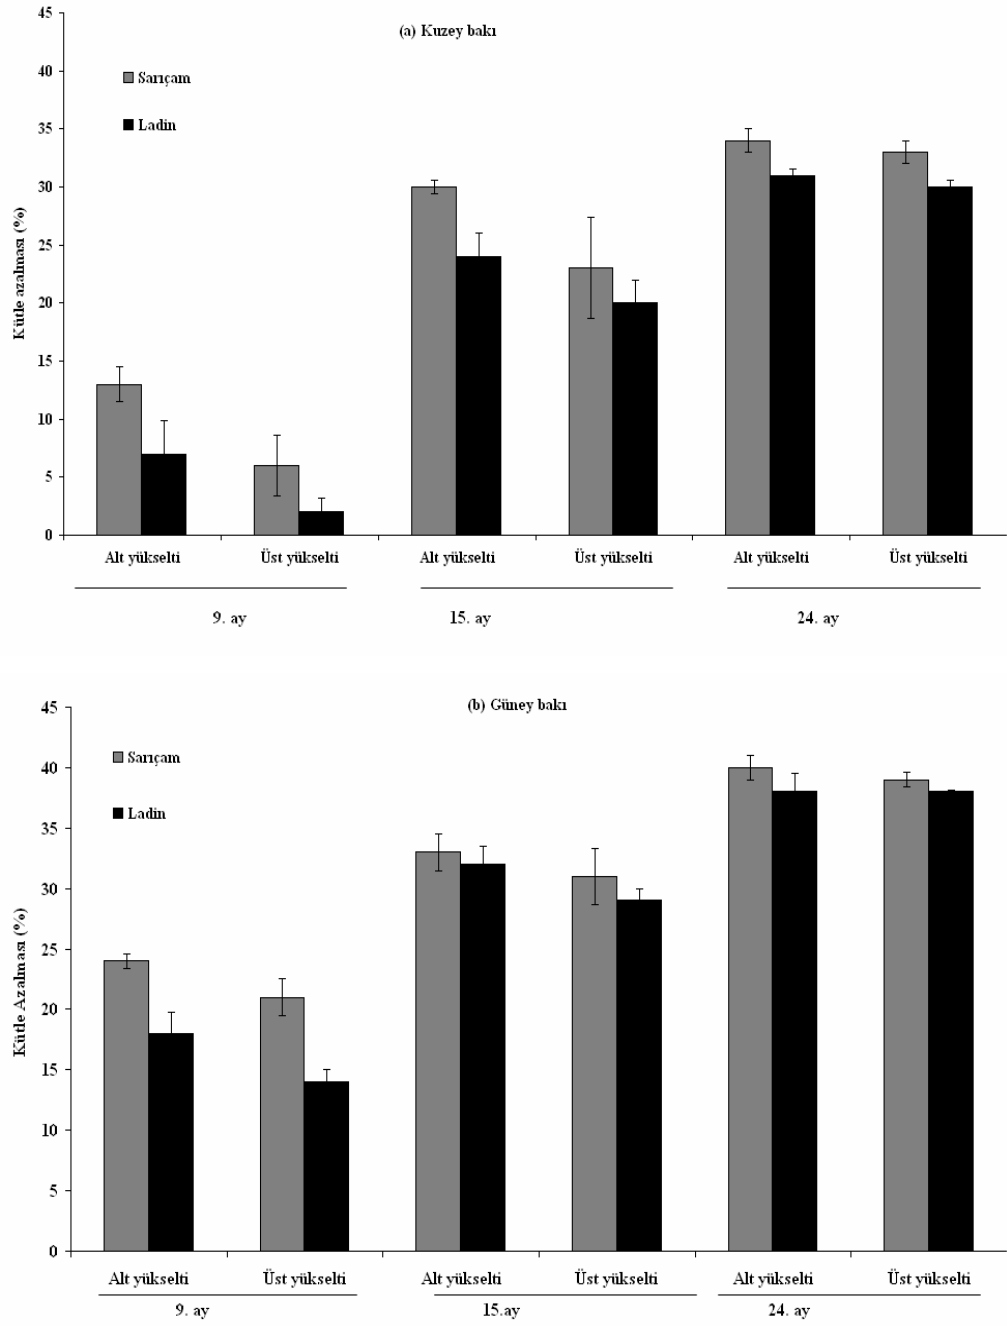 (a) Kuzey bakı
Sarıçam
Ladin
Kütle azalması (%)
45
40
35
30
25
20
15
10
5
0
Alt yükselti Üst yükselti Alt yükselti Üst yükselti Alt yükselti Üst yükselti
9. ay 15. ay 24. ay
(b) Güney bakı
Sarıçam
Ladin
Kütle Azalması (%)
45
40
35
30
25
20
15
10
5
0
Alt yükselti Üst yükselti Alt yükselti Üst yükselti Alt yükselti Üst yükselti
9. ay 15.ay 24. ay